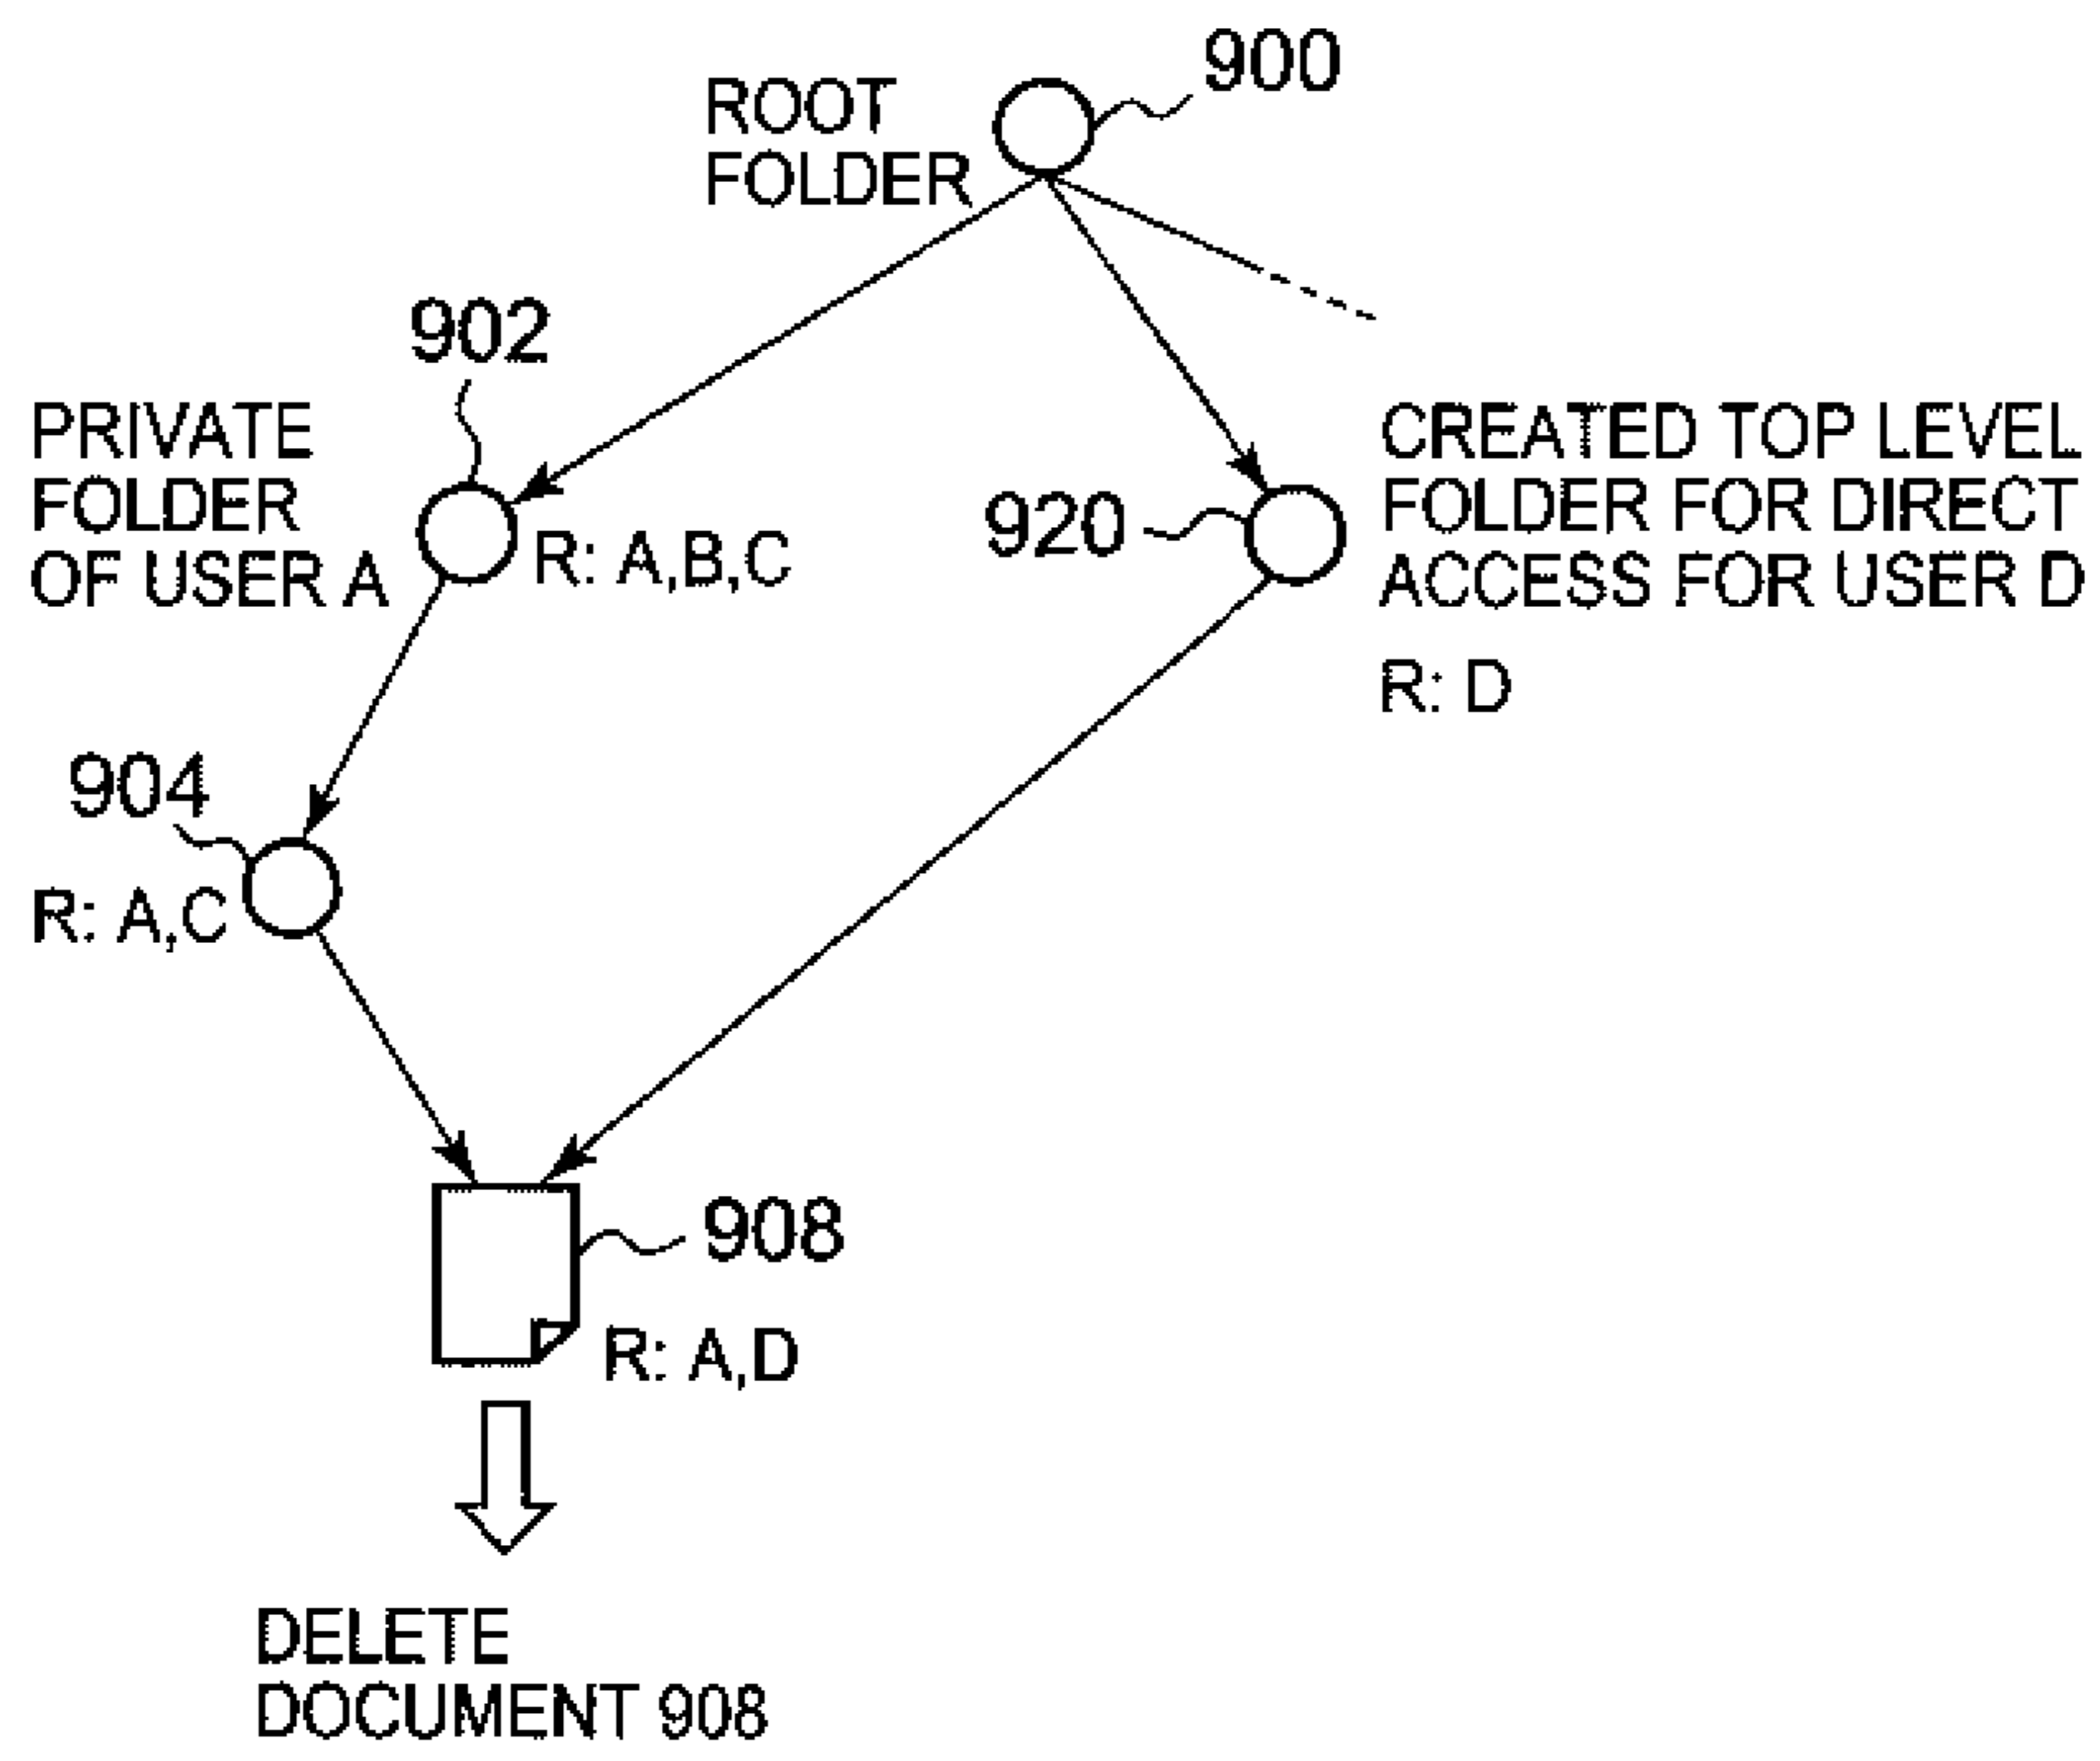 900
ROOT
FOLDER
902
PRIVATE
FOLDER
OF USER A
R: A,B,C
920
CREATED TOP LEVEL
FOLDER FOR DIRECT
ACCESS FOR USER D
R: D
904
R: A,C
908
R: A,D
DELETE
DOCUMENT 908